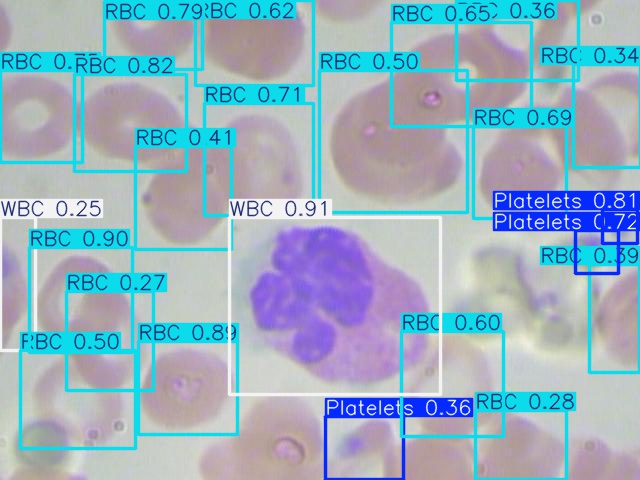 RBC 0.79
RBC 0.62
RBC 0.65
0.36
RBC 0.34
RBC 0.50
RBC 0.82
RBC 0.71
RBC 0.69
RBC 0.41
Platelets 0.81
WBC 0.25
WBC 0.91
Platelets 0.72
RBC 0.90
RBC 0.39
RBC 0.27
RBC 0.60
RBC 0.50
RBC 0.89
Platelets 0.36
RBC 0.28